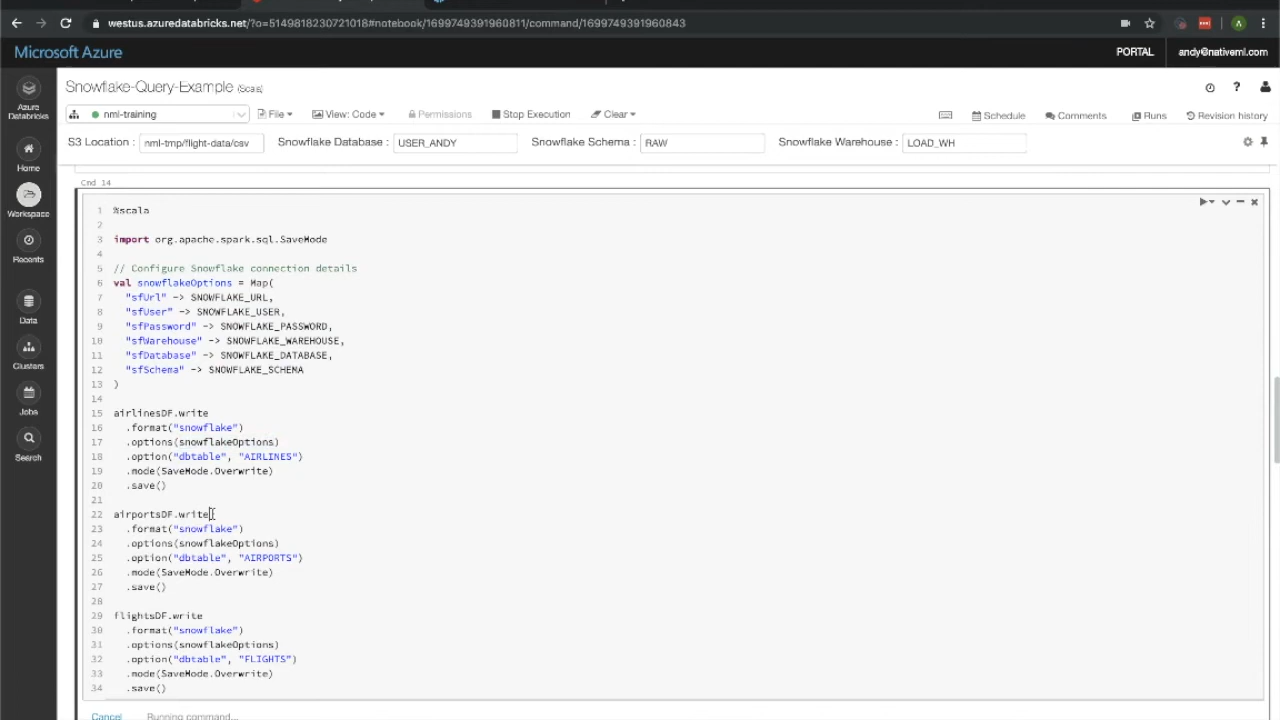 westus.azuredatabricks.net/?o=5149818230721018#notebook/1699749391960811/command/1699749391960843
A
Microsoft Azure
PORTAL
andy@nativeml.com
Azure Databricks
Home
Workspace
Recents
Data
Clusters
Jobs
Search
Snowflake-Query-Example (Scala)
nml-training
File
View: Code
Permissions
Stop Execution
Clear
Schedule
Comments
Runs
Revision history
S3 Location : nml-tmp/flight-data/csv Snowflake Database : USER_ANDY Snowflake Schema : RAW Snowflake Warehouse : LOAD_WH
Cmd 14
1 %scala
2
3 import org.apache.spark.sql.SaveMode
4
5 // Configure Snowflake connection details
6 val snowflakeOptions = Map(
7 "sfUrl" -> SNOWFLAKE_URL,
8 "sfUser" -> SNOWFLAKE_USER,
9 "sfPassword" -> SNOWFLAKE_PASSWORD,
10 "sfWarehouse" -> SNOWFLAKE_WAREHOUSE,
11 "sfDatabase" -> SNOWFLAKE_DATABASE,
12 "sfSchema" -> SNOWFLAKE_SCHEMA
13 )
14
15 airlinesDF.write
16 .format("snowflake")
17 .options(snowflakeOptions)
18 .option("dbtable", "AIRLINES")
19 .mode(SaveMode.Overwrite)
20 .save()
21
22 airportsDF.write
23 .format("snowflake")
24 .options(snowflakeOptions)
25 .option("dbtable", "AIRPORTS")
26 .mode(SaveMode.Overwrite)
27 .save()
28
29 flightsDF.write
30 .format("snowflake")
31 .options(snowflakeOptions)
32 .option("dbtable", "FLIGHTS")
33 .mode(SaveMode.Overwrite)
34 .save()
Cancel Running command...